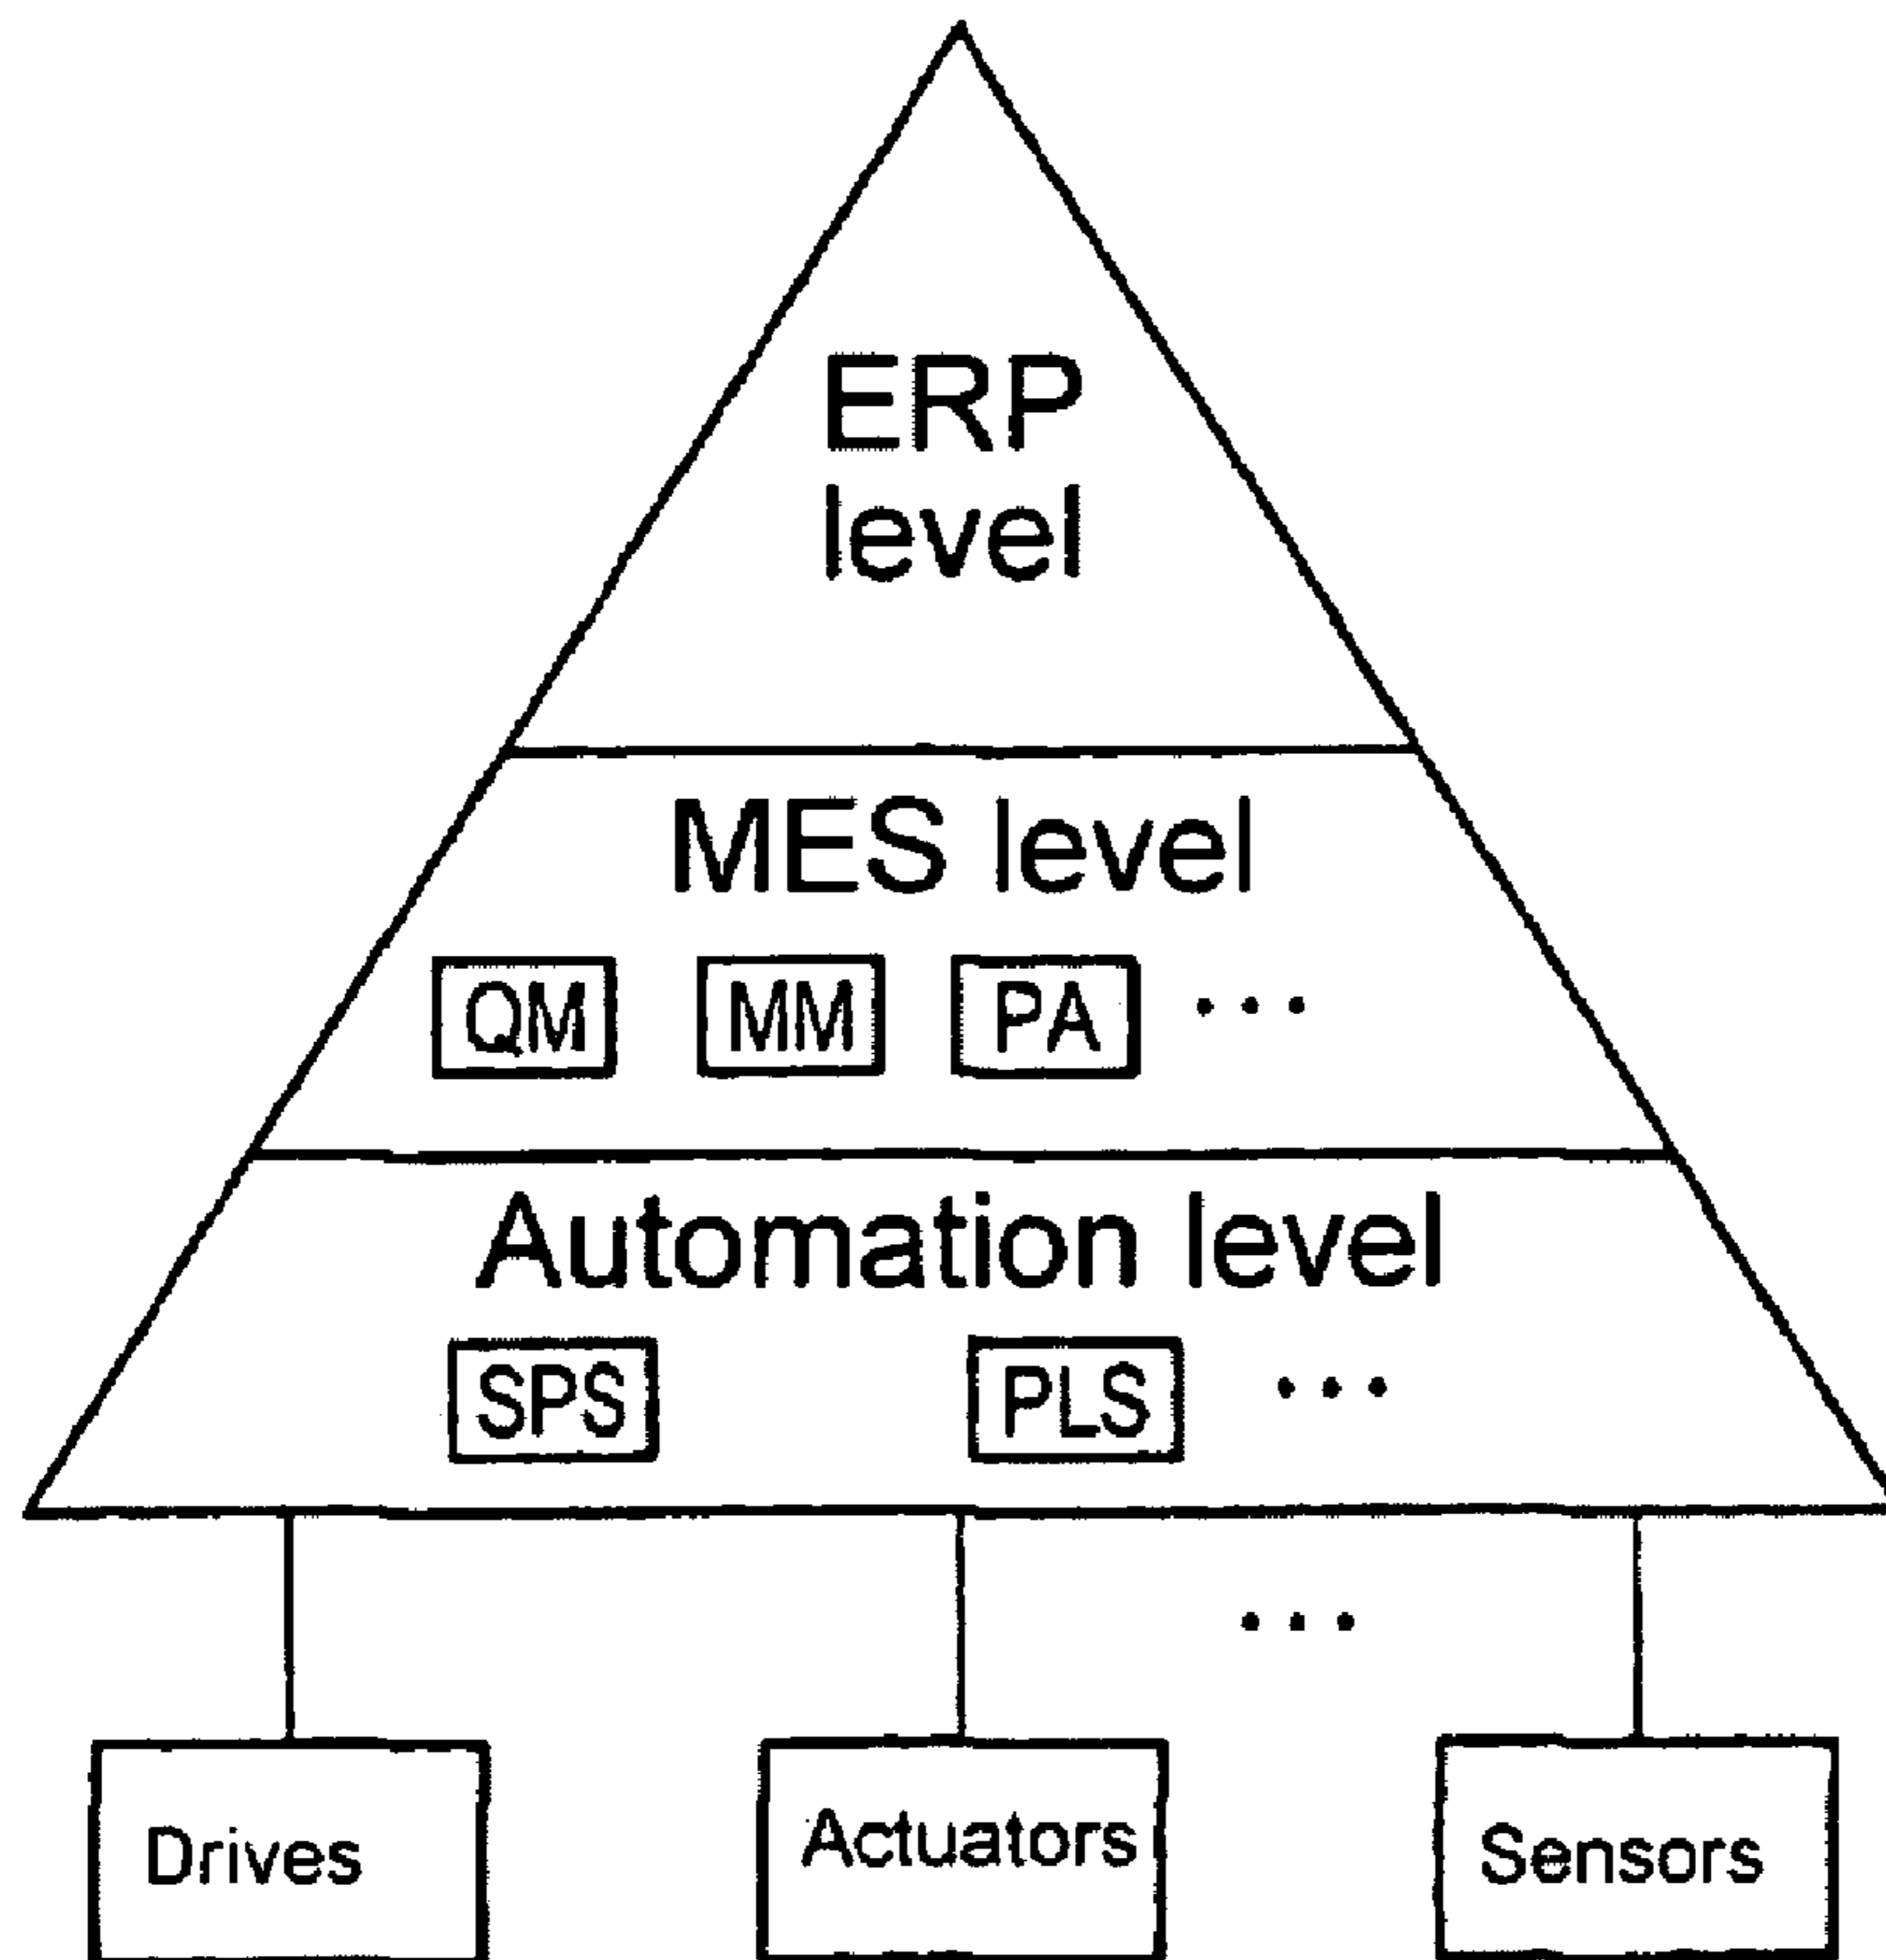 ERP
level
MES level
QM MM PA ...
Automation level
SPS PLS ...
...
Drives Actuators Sensors